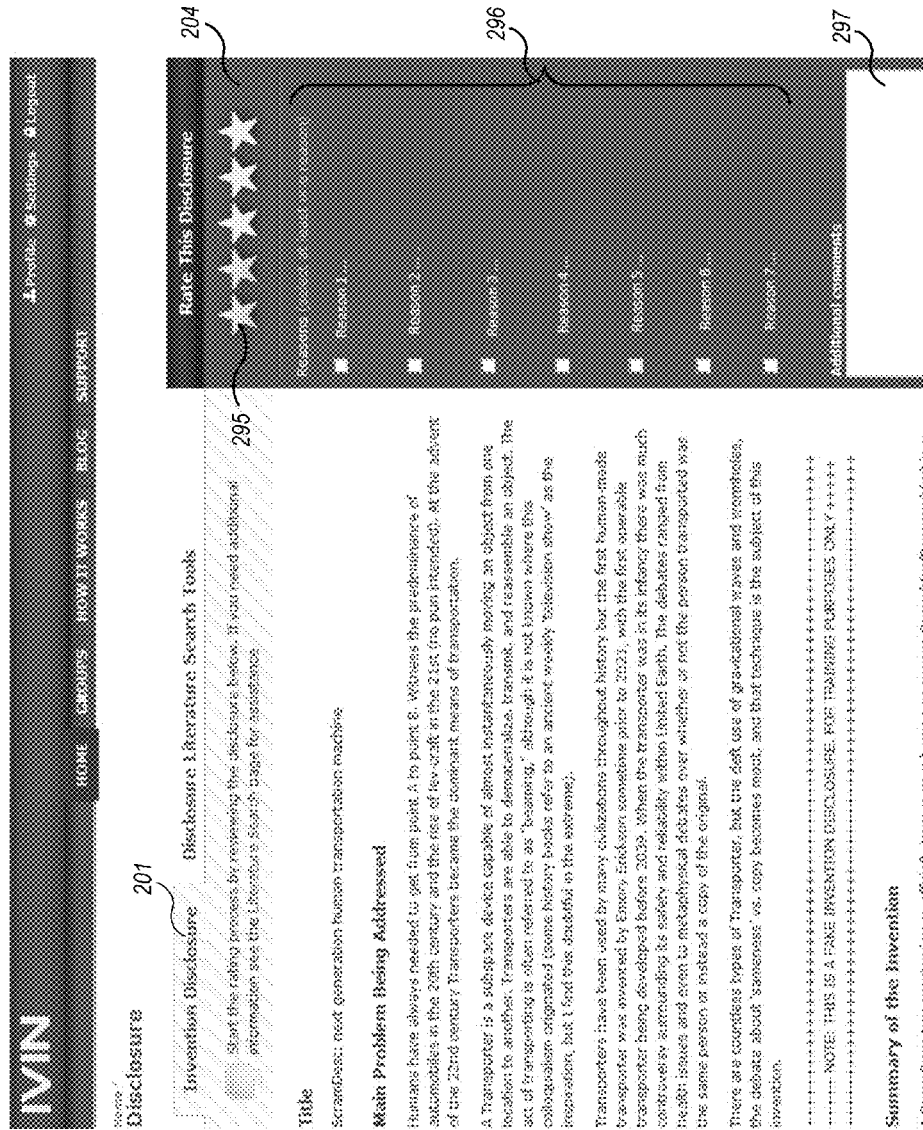 IVIN
Profile Settings Logout
HOME GROUPS HOW IT WORKS BLOG SUPPORT
Home /
Disclosure
201
Invention Disclosure Disclosure Literature Search Tools
Start the rating process by reviewing the disclosure below. If you need additional
information see the Literature Search page for assistance.
295
Title
ScramDesc: next generation human transportation machine
Main Problem Being Addressed
Humans have always needed to get from point A to point B. Witness the predominance of
automobiles in the 20th century and the rise of lev-craft in the 21st (no pun intended). At the advent
of the 22nd century Transporters became the dominant means of transportation.
A Transporter is a subspace device capable of almost instantaneously moving an object from one
location to another. Transporters are able to dematerialize, transmit, and reassemble an object. The
act of transporting is often referred to as 'beaming,' although it is not known where this
colloquialism originated (some history books refer to an ancient weekly 'television show' as the
inspiration, but I find this doubtful in the extreme).
Transporters have been used by many civilizations throughout history but the first human-made
transporter was invented by Emory Erickson sometime prior to 2121, with the first operable
transporter being developed before 2139. when the transporter was in its infancy there was much
controversy surrounding its safety and reliability within United Earth. The debates ranged from
health issues and even to metaphysical debates over whether or not the person transported was
the same person or instead a copy of the original.
There are countless types of Transporter, but the deft use of gravitational waves and wormholes,
the debate about 'sameness' vs. copy becomes moot, and that technique is the subject of this
invention.
NOTE: THIS IS A FAKE INVENTION DISCLOSURE. FOR TRAINING PURPOSES ONLY +++++
Summary of the Invention
Rate This Disclosure
204
296
Reason 1...
Reason 2...
Reason 3...
Reason 4...
Reason 5...
Reason 6...
Reason 7...
Additional comments
297